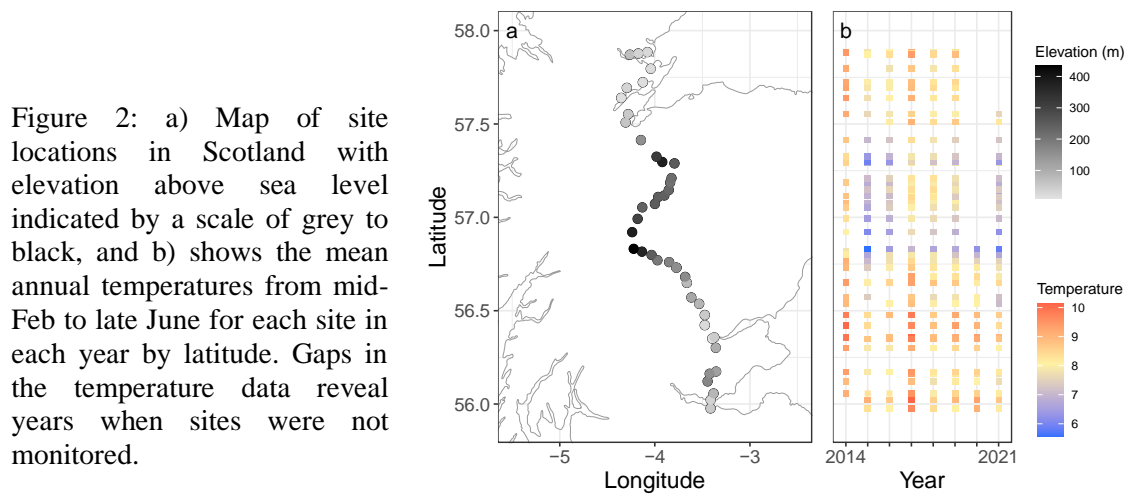 Figure 2: a) Map of site
locations in Scotland with
elevation above sea level
indicated by a scale of grey to
black, and b) shows the mean
annual temperatures from mid-
Feb to late June for each site in
each year by latitude. Gaps in
the temperature data reveal
years when sites were not
monitored.
a
58.0
57.5
57.0
56.5
56.0
Latitude
−5
−4
−3
Longitude
b
2014
2021
Year
Elevation (m)
400
300
200
100
Temperature
10
9
8
7
6